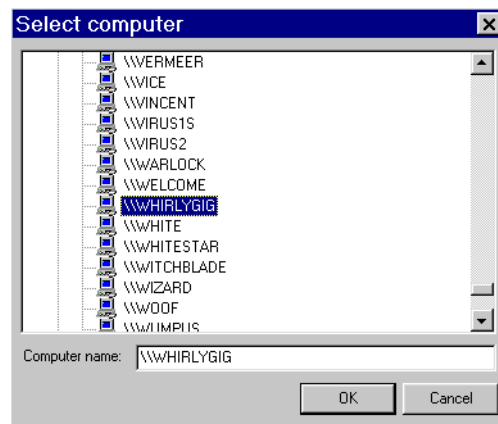 Select computer
\\VERMEER
\\VICE
\\VINCENT
\\VIRUS1S
\\VIRUS2
\\WARLOCK
\\WELCOME
\\WHIRLYGIG
\\WHITE
\\WHITESTAR
\\WITCHBLADE
\\WIZARD
\\WOOF
\\WUMPUS
Computer name: \\WHIRLYGIG
OK Cancel